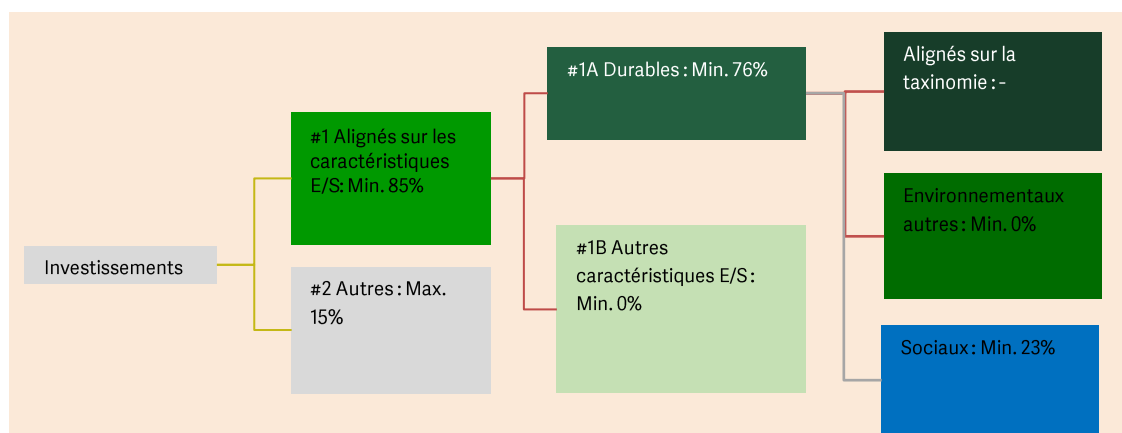 Investissements
#1 Alignés sur les
caractéristiques
E/S: Min. 85%
#2 Autres : Max.
15%
#1A Durables : Min. 76%
#1B Autres
caractéristiques E/S :
Min. 0%
Alignés sur la
taxinomie : -
Environnementaux
autres : Min. 0%
Sociaux : Min. 23%